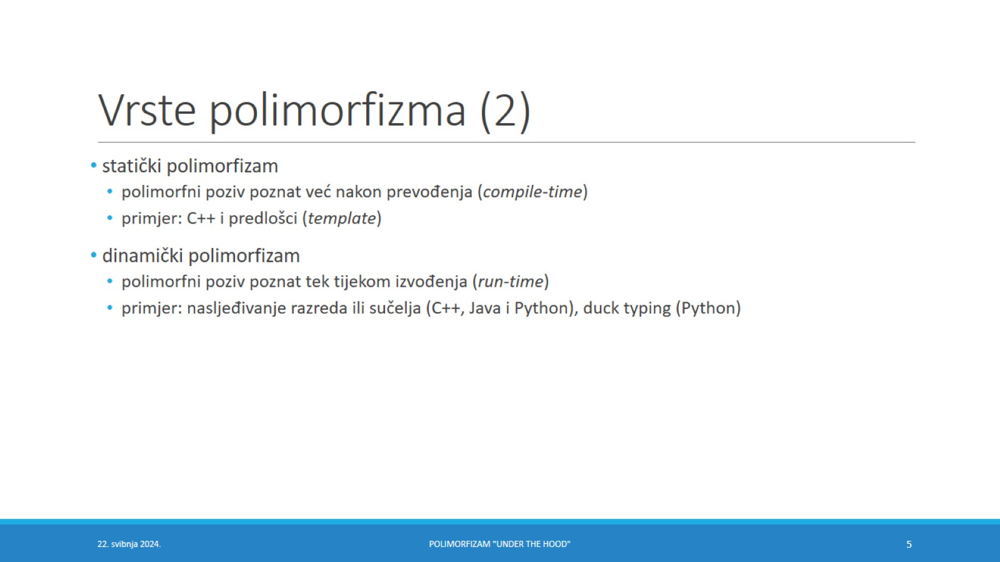 Vrste polimorfizma (2)
• statički polimorfizam
• polimorfni poziv poznat već nakon prevođenja (compile-time)
• primjer: C++ i predlošci (template)
• dinamički polimorfizam
• polimorfni poziv poznat tek tijekom izvođenja (run-time)
• primjer: nasljeđivanje razreda ili sučelja (C++, Java i Python), duck typing (Python)
22. svibnja 2024.
POLIMORFIZAM "UNDER THE HOOD"
5